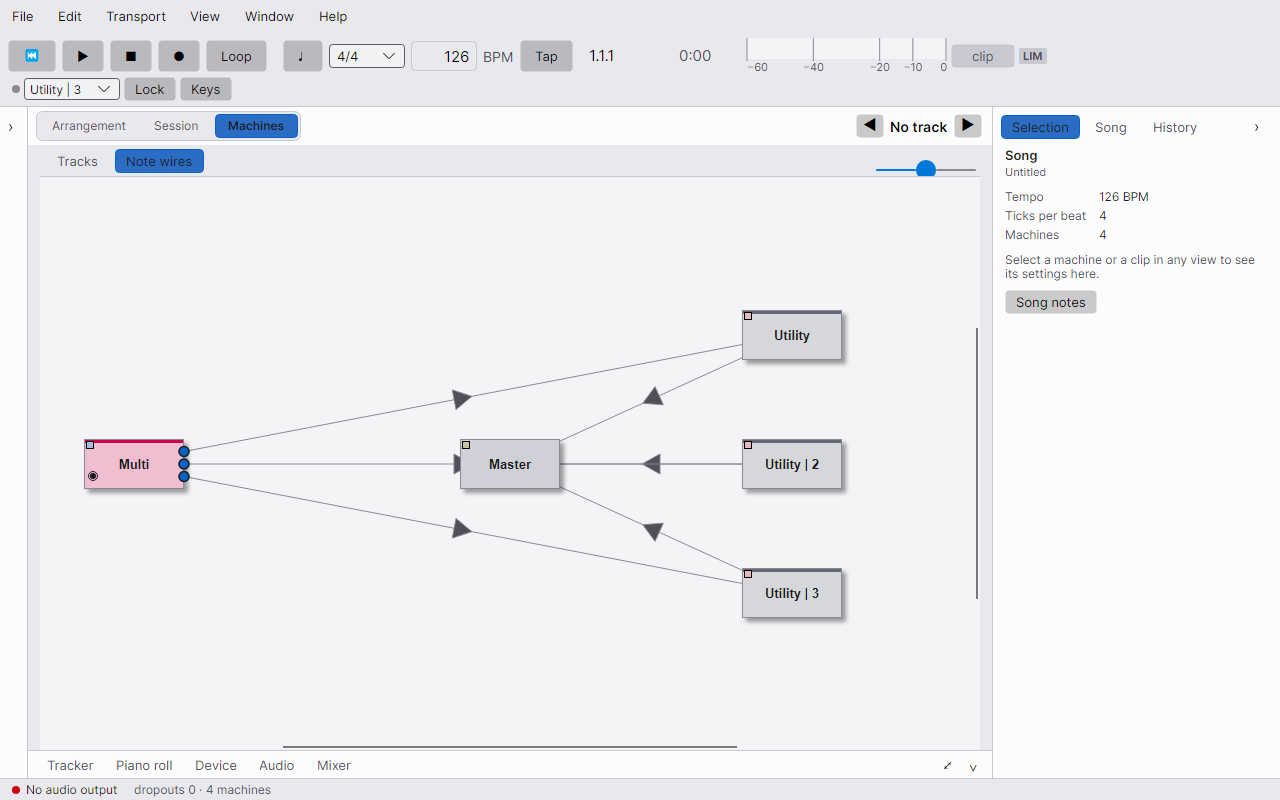 File Edit Transport View Window Help
Loop 4/4 126 BPM Tap 1.1.1 0:00 −60 −40 −20 −10 0 clip LIM
Utility | 3 Lock Keys
Arrangement Session Machines No track Selection Song History
Tracks Note wires
Song
Untitled
Tempo 126 BPM
Ticks per beat 4
Machines 4
Select a machine or a clip in any view to see
its settings here.
Song notes
Utility
Multi
Master
Utility | 2
Utility | 3
Tracker Piano roll Device Audio Mixer
No audio output dropouts 0 · 4 machines